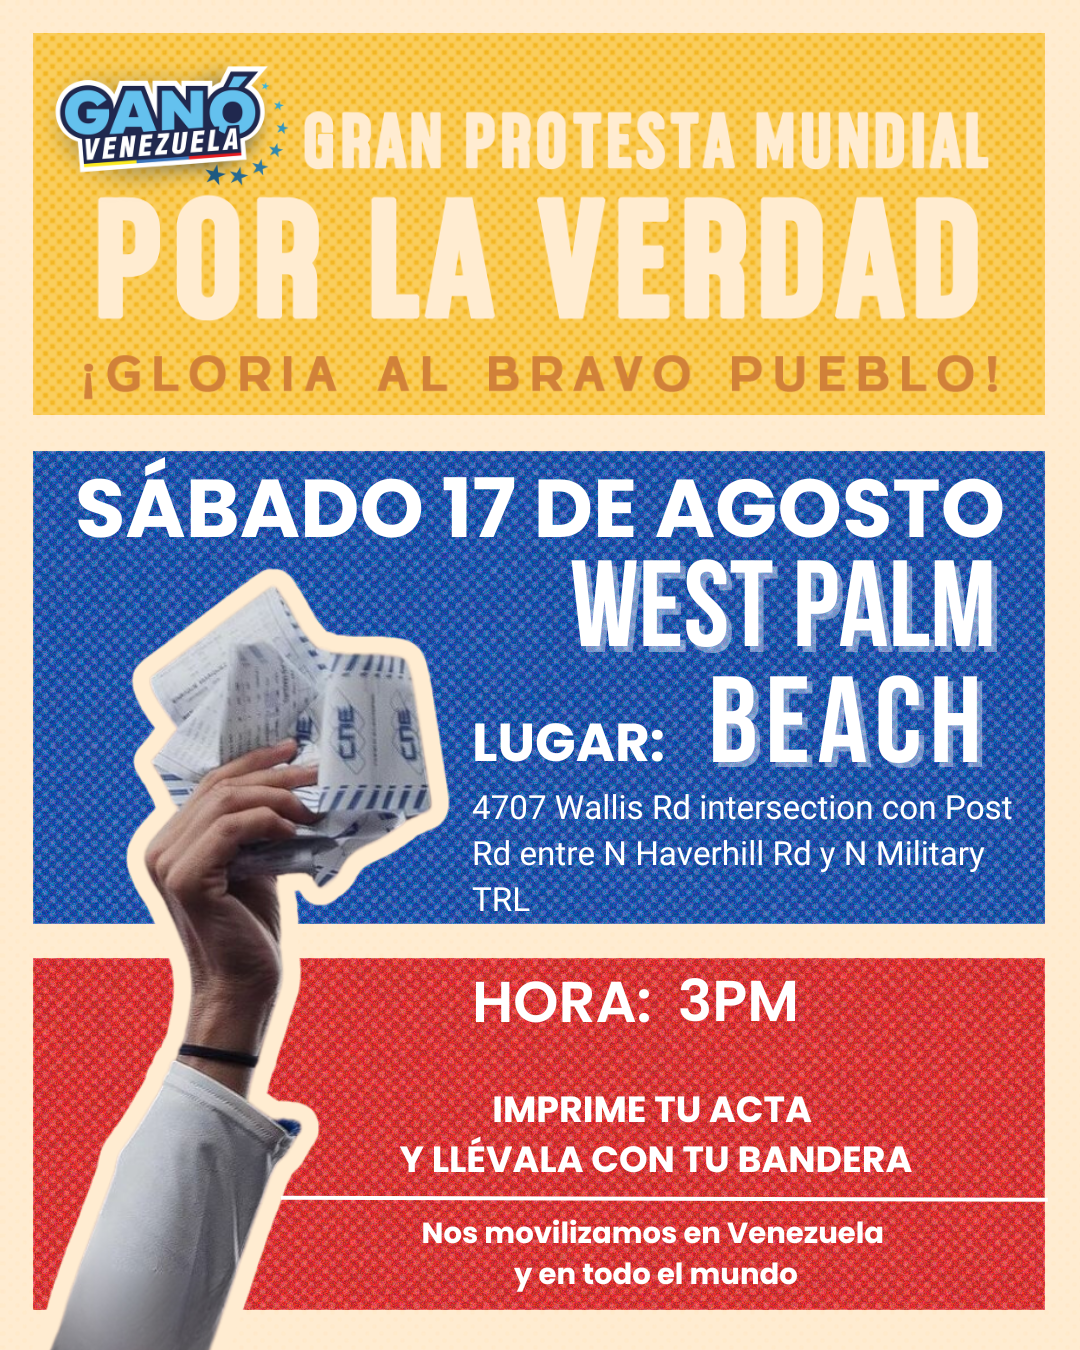 GANÓ
VENEZUELA
GRAN PROTESTA MUNDIAL
POR LA VERDAD
¡GLORIA AL BRAVO PUEBLO!
SÁBADO 17 DE AGOSTO
WEST PALM
BEACH
LUGAR:
4707 Wallis Rd intersection con Post
Rd entre N Haverhill Rd y N Military
TRL
CNE
CNE
HORA: 3PM
IMPRIME TU ACTA
Y LLÉVALA CON TU BANDERA
Nos movilizamos en Venezuela
y en todo el mundo